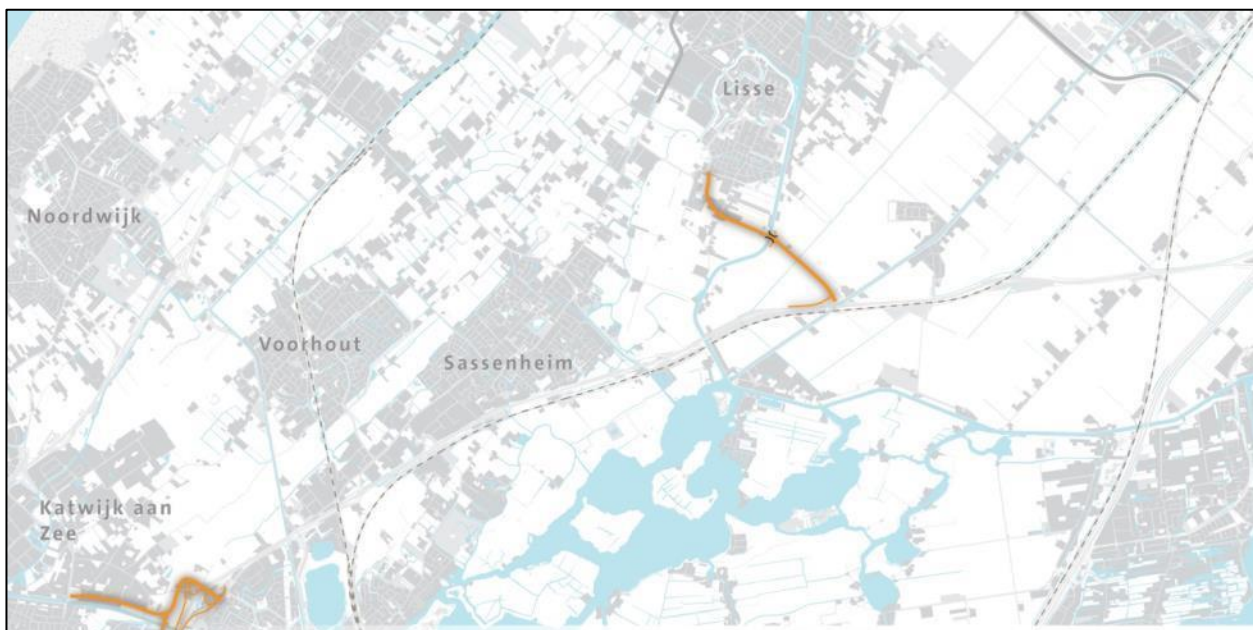 Lisse
Noordwijk
Voorhout
Sassenheim
Katwijk aan
Zee